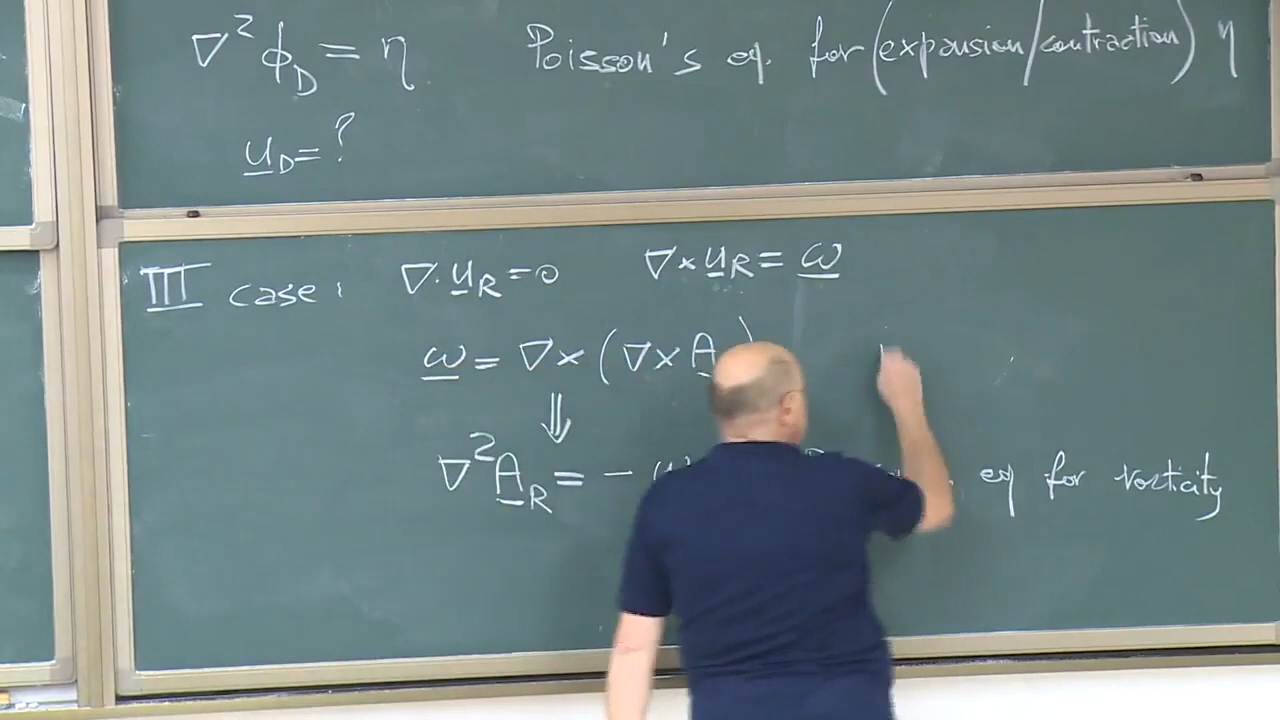 ∇²ϕ_D = η Poisson's eq. for (expansion/contraction) η
u_D = ?
III case: ∇·u_R = 0 ∇×u_R = ω
ω = ∇×(∇×A )
⇓
∇²A_R = - eq for vorticity